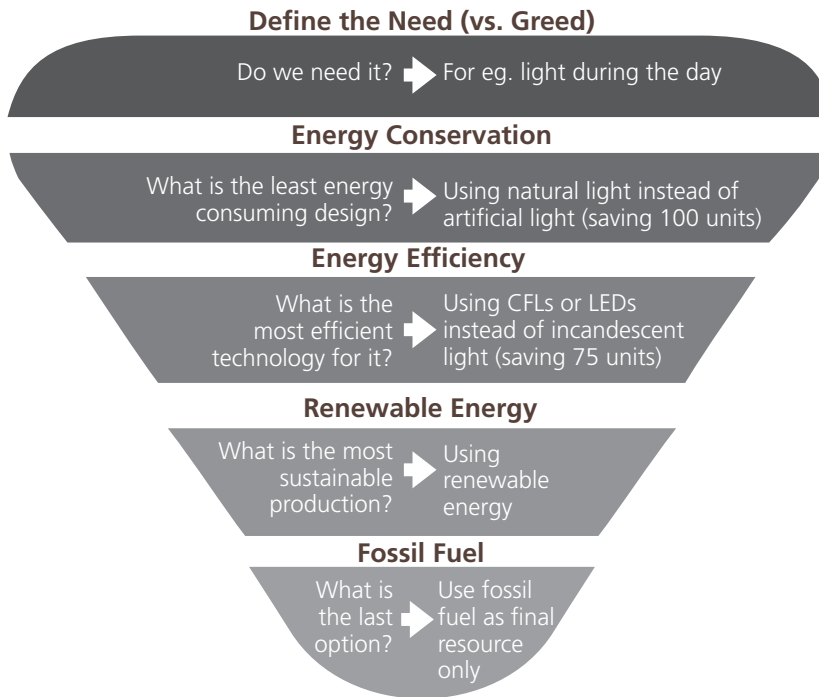 Define the Need (vs. Greed)
Do we need it?
For eg. light during the day
Energy Conservation
What is the least energy
consuming design?
Using natural light instead of
artificial light (saving 100 units)
Energy Efficiency
What is the
most efficient
technology for it?
Using CFLs or LEDs
instead of incandescent
light (saving 75 units)
Renewable Energy
What is the most
sustainable
production?
Using
renewable
energy
Fossil Fuel
What is
the last
option?
Use fossil
fuel as final
resource
only